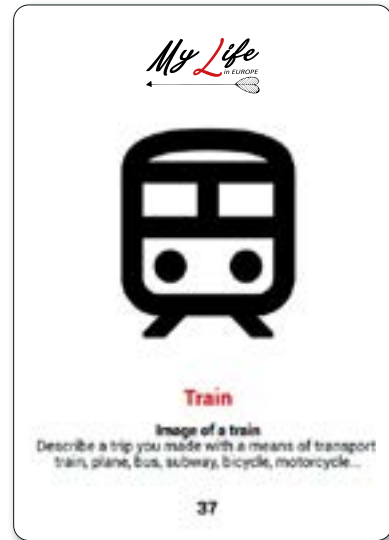 My Life
in EUROPE
Train
Image of a train
Describe a trip you made with a means of transport
train, plane, bus, subway, bicycle, motorcycle...
37